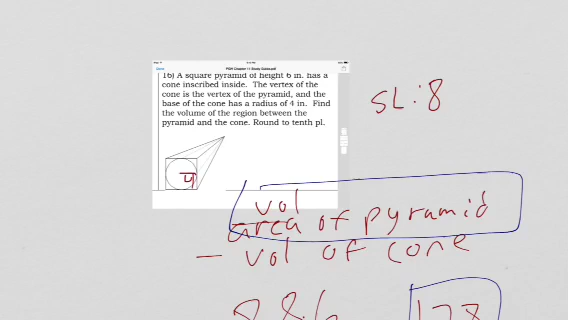 16) A square pyramid of height 6 in. has a
cone inscribed inside. The vertex of the
cone is the vertex of the pyramid, and the
base of the cone has a radius of 4 in. Find
the volume of the region between the
pyramid and the cone. Round to tenth pl.
SL: 8
4
vol
area of pyramid
- vol of cone